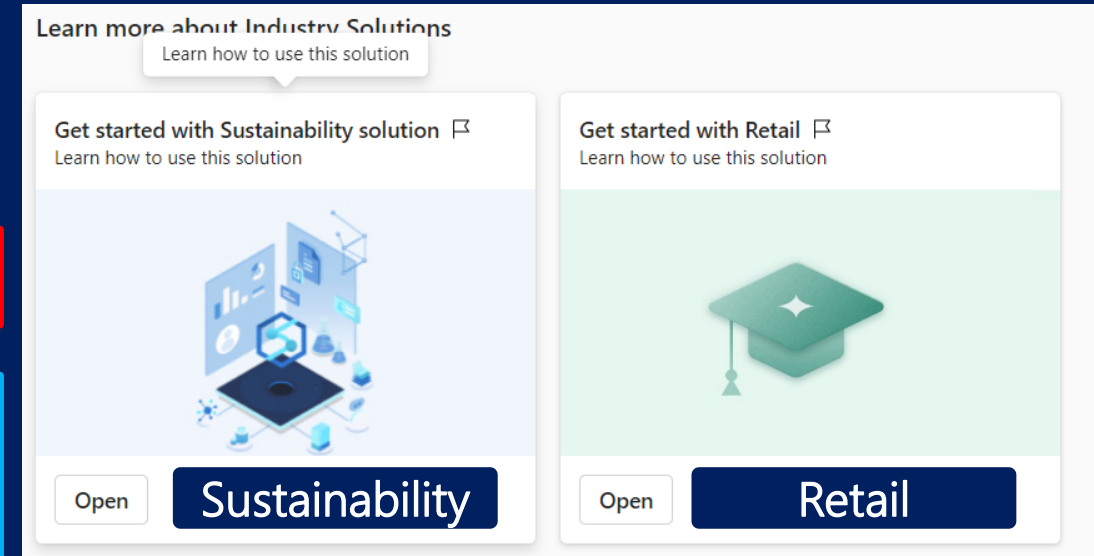 Learn more about Industry Solutions
Learn how to use this solution
Get started with Sustainability solution
Learn how to use this solution
Open
Sustainability
Get started with Retail
Learn how to use this solution
Open
Retail